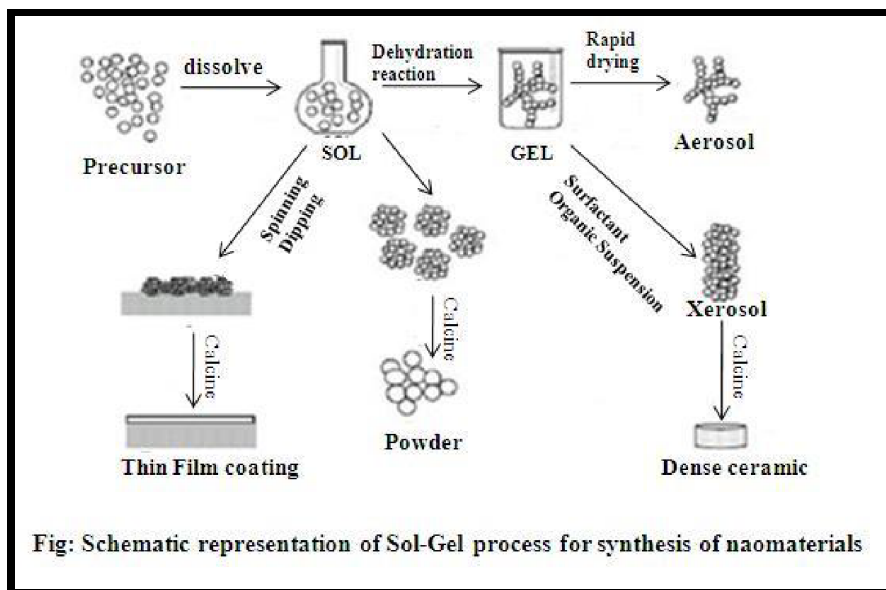 dissolve
Precursor
SOL
Dehydration
reaction
GEL
Rapid
drying
Aerosol
Spinning
Dipping
Surfactant
Organic Suspension
Xerosol
Calcine
Calcine
Calcine
Thin Film coating
Powder
Dense ceramic
Fig: Schematic representation of Sol-Gel process for synthesis of naomaterials